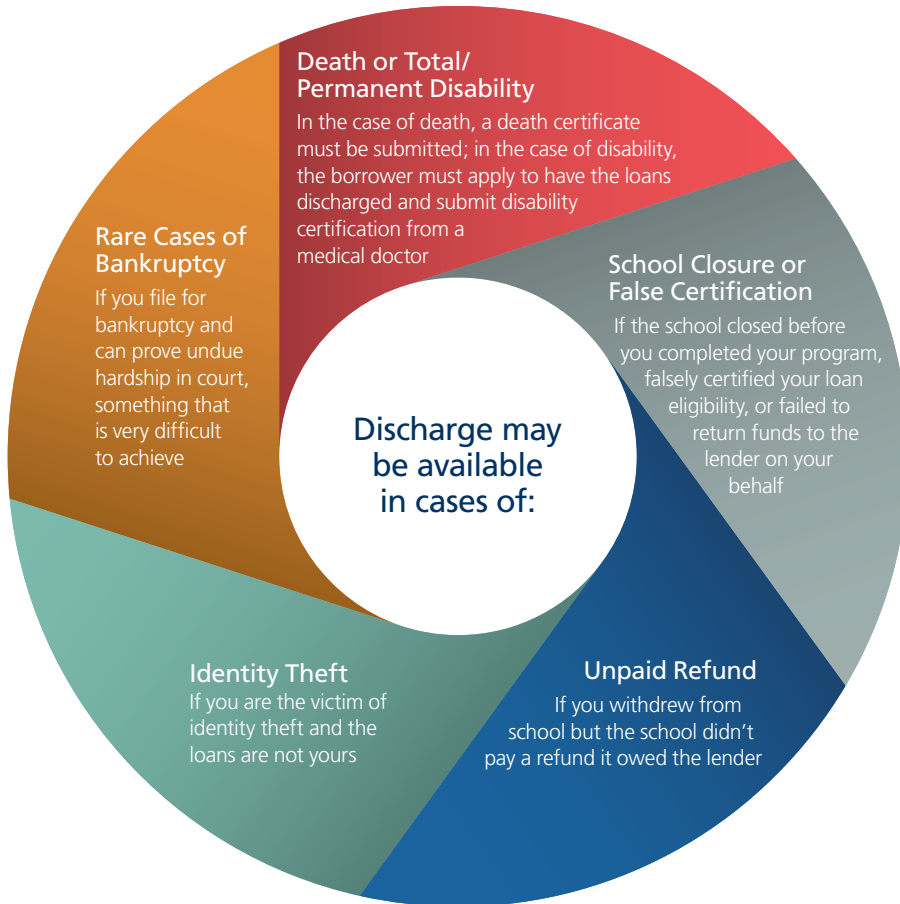 Discharge may
be available
in cases of:
Death or Total/
Permanent Disability
In the case of death, a death certificate
must be submitted; in the case of disability,
the borrower must apply to have the loans
discharged and submit disability
certification from a
medical doctor
School Closure or
False Certification
If the school closed before
you completed your program,
falsely certified your loan
eligibility, or failed to
return funds to the
lender on your
behalf
Unpaid Refund
If you withdrew from
school but the school didn’t
pay a refund it owed the lender
Identity Theft
If you are the victim of
identity theft and the
loans are not yours
Rare Cases of
Bankruptcy
If you file for
bankruptcy and
can prove undue
hardship in court,
something that
is very difficult
to achieve